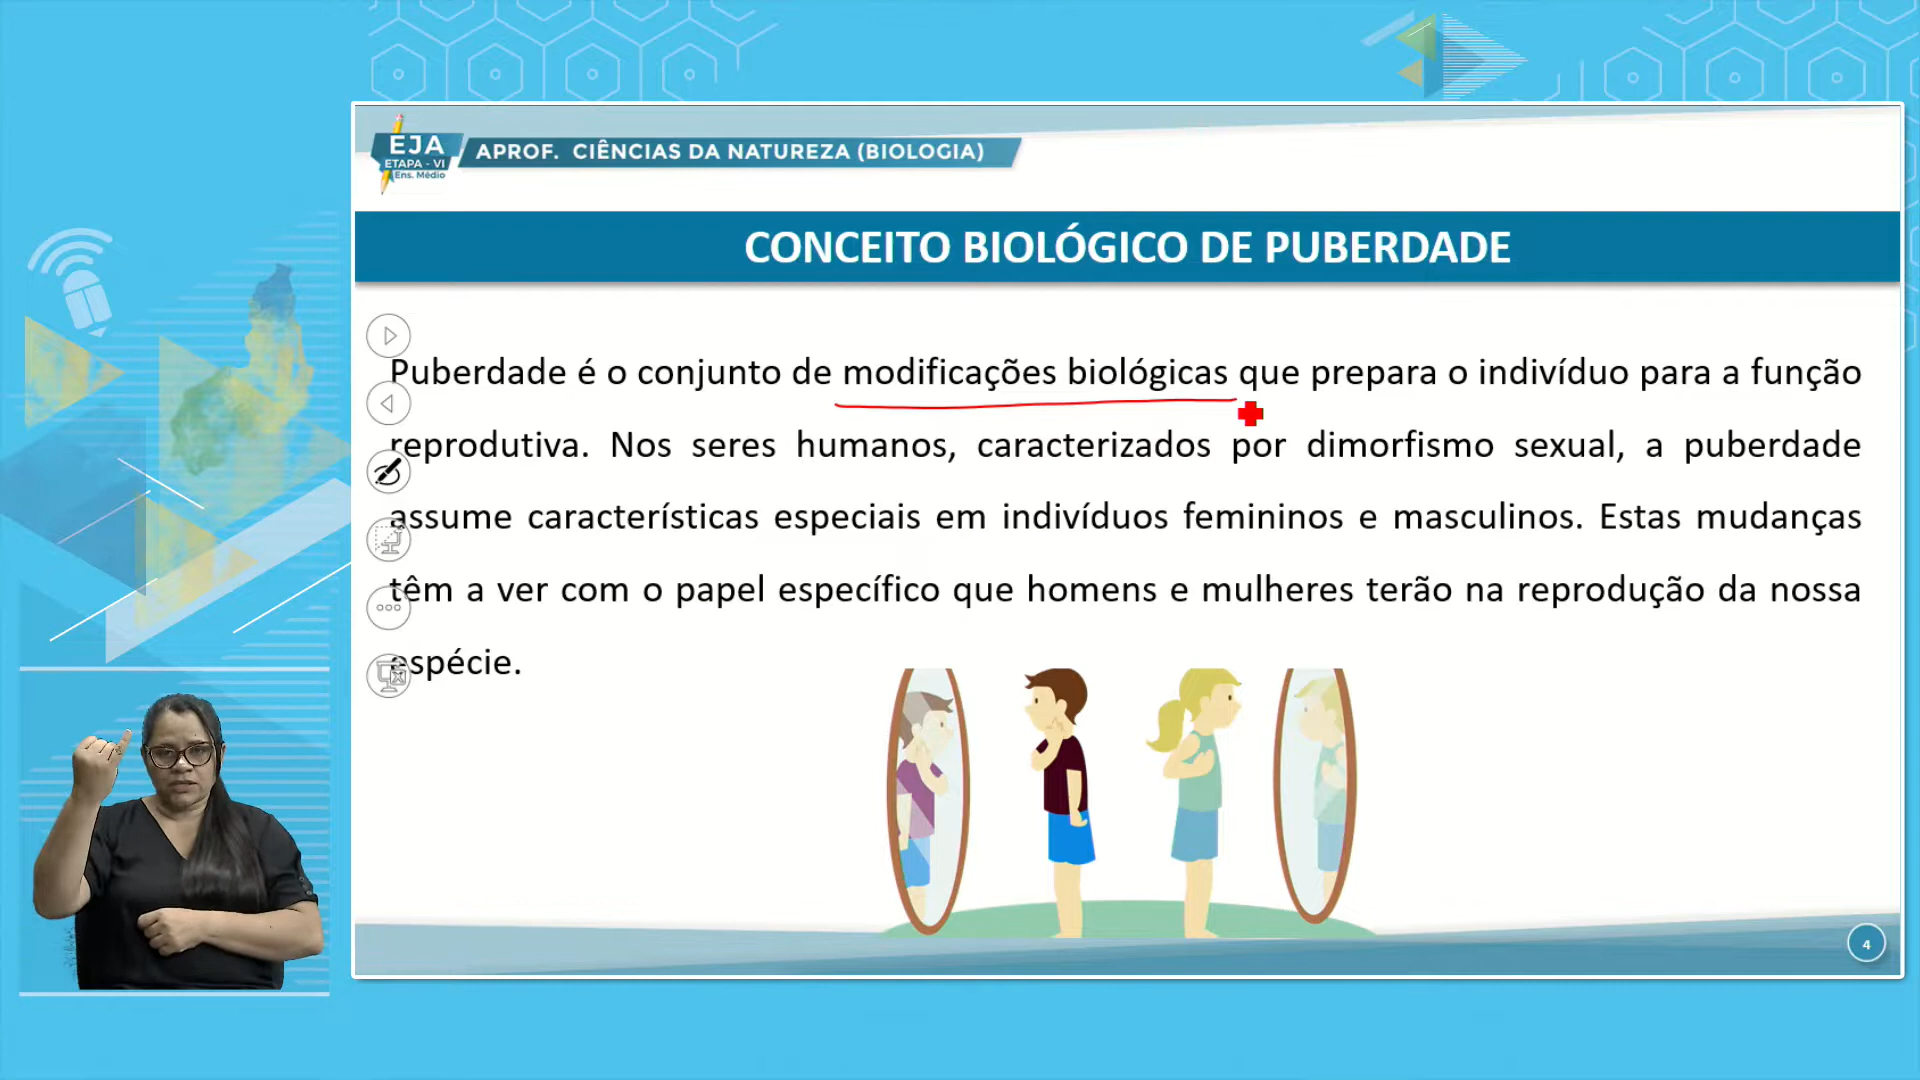 EJA
ETAPA - VI
Ens. Médio
APROF. CIÊNCIAS DA NATUREZA (BIOLOGIA)
CONCEITO BIOLÓGICO DE PUBERDADE
Puberdade é o conjunto de modificações biológicas que prepara o indivíduo para a função
reprodutiva. Nos seres humanos, caracterizados por dimorfismo sexual, a puberdade
assume características especiais em indivíduos femininos e masculinos. Estas mudanças
têm a ver com o papel específico que homens e mulheres terão na reprodução da nossa
espécie.
4